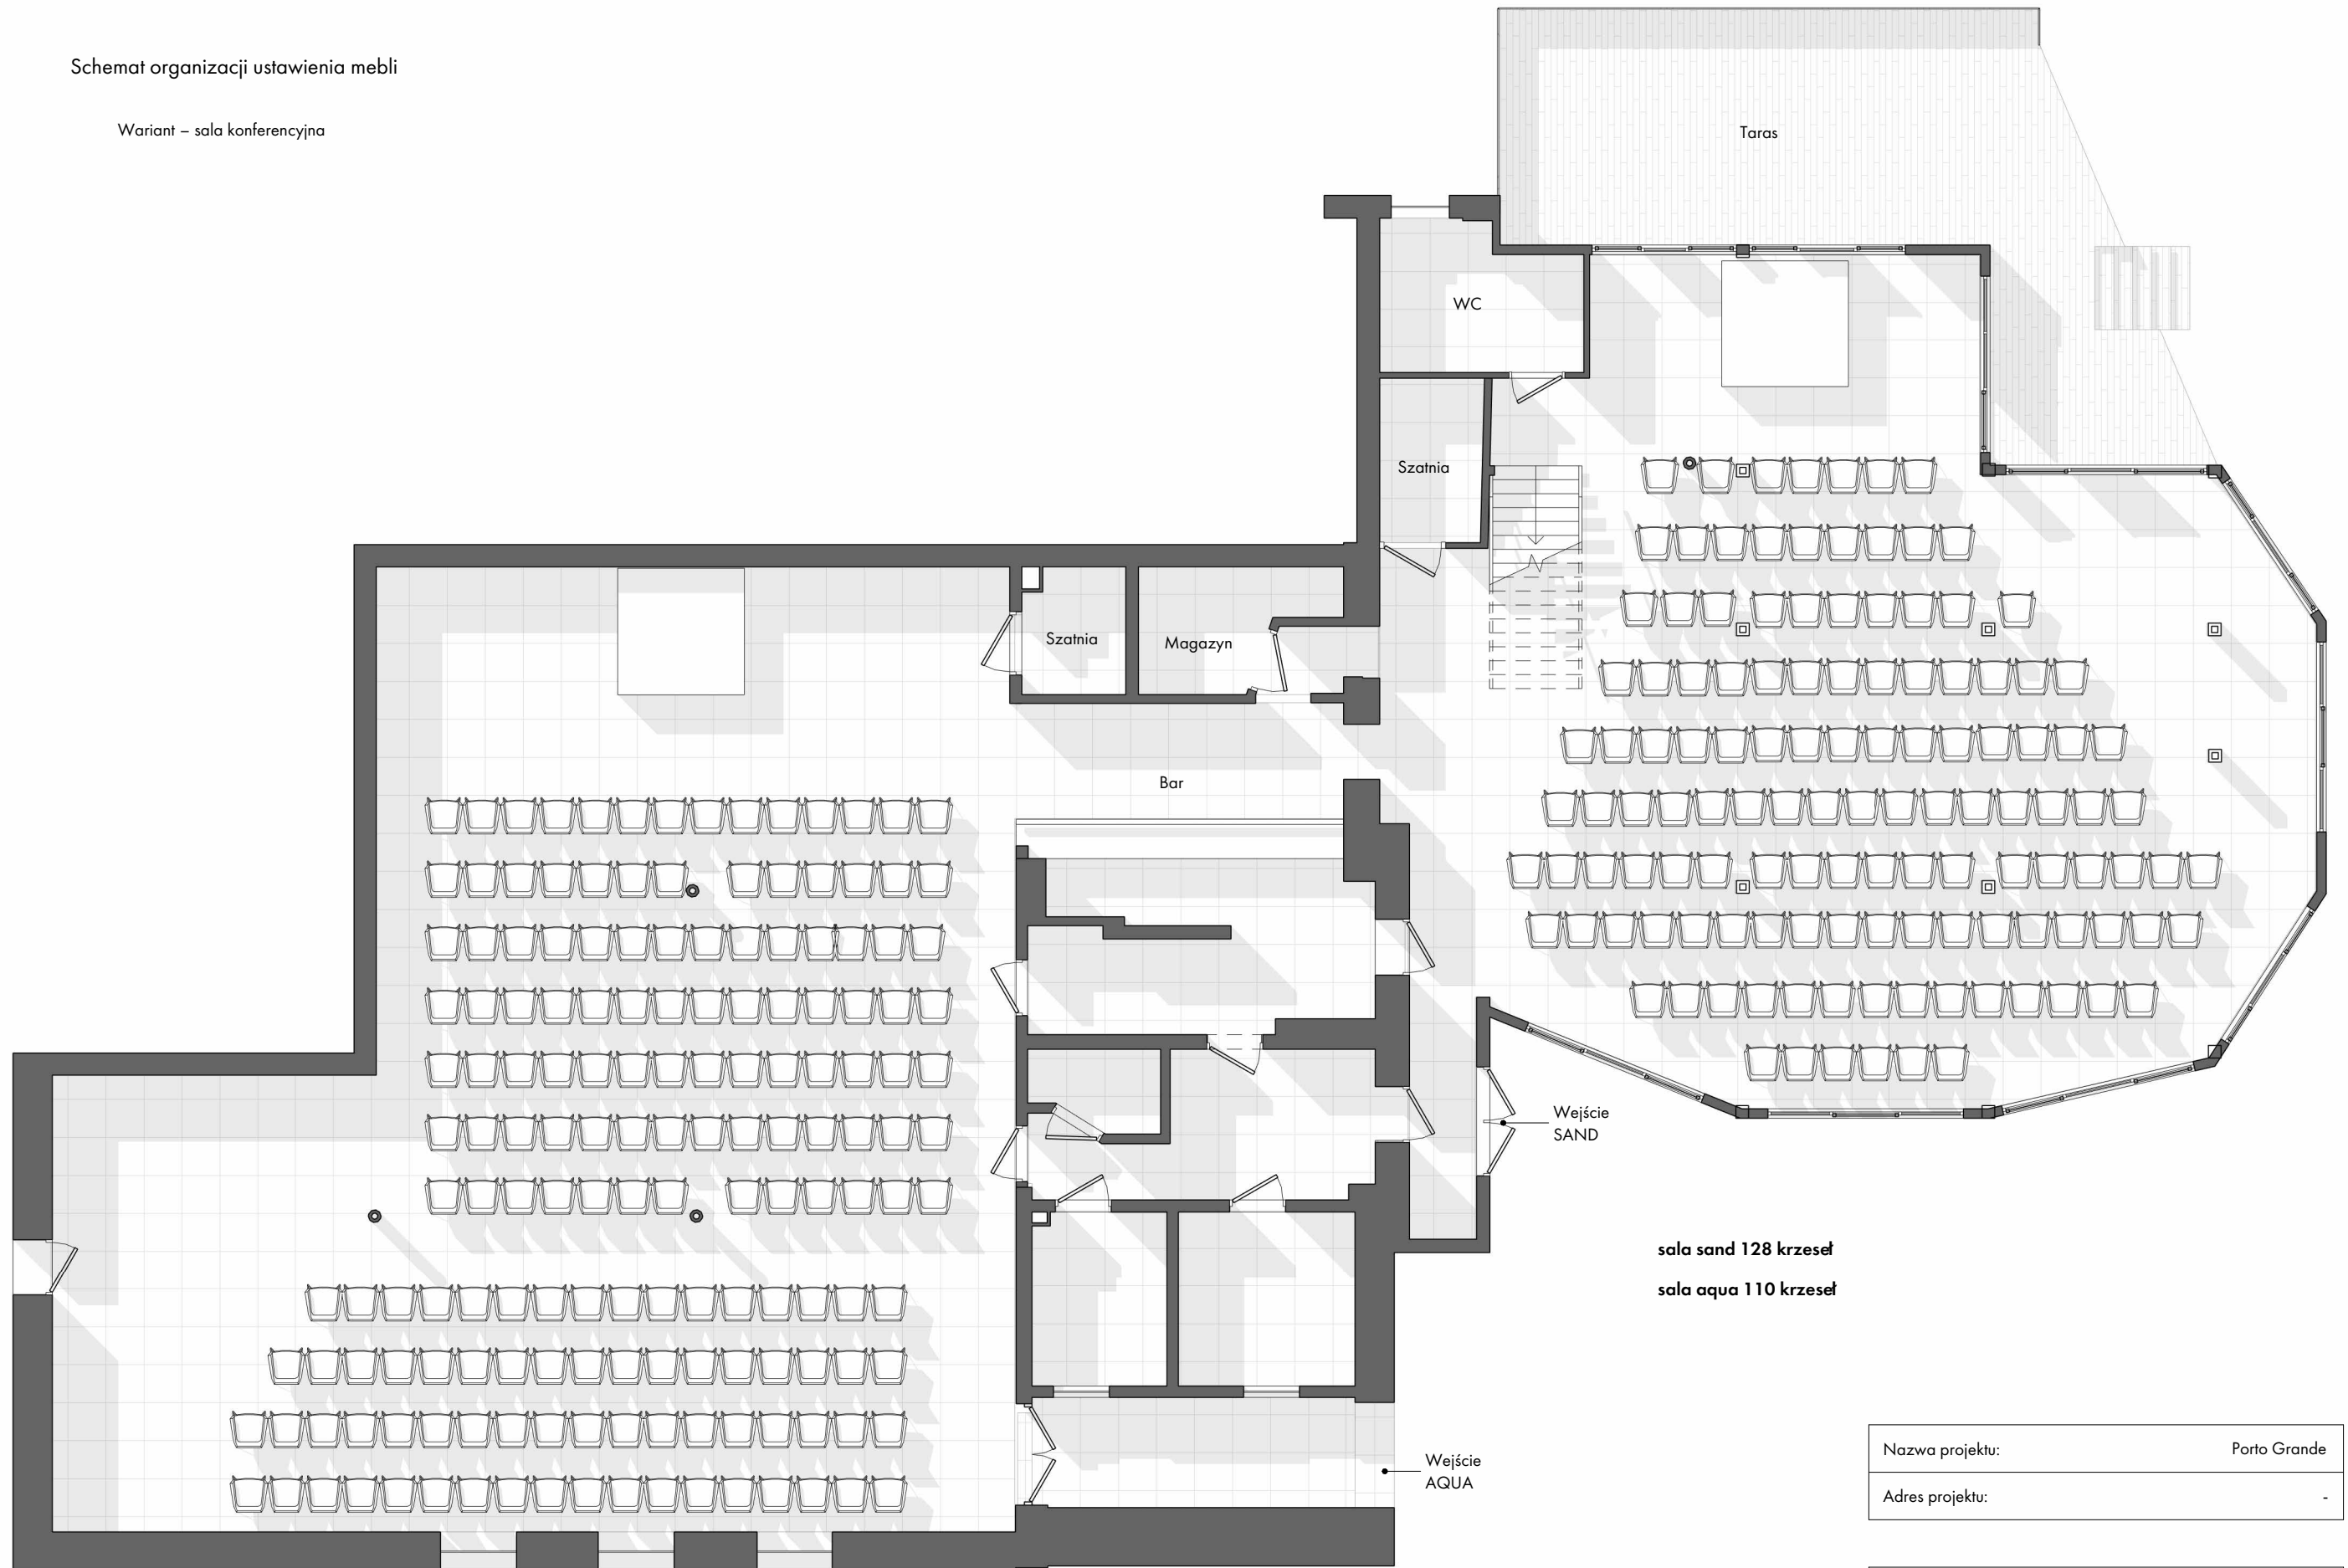 Schemat organizacji ustawienia mebli
Wariant – sala konferencyjna
Taras
WC
Szatnia
Szatnia
Magazyn
Bar
Wejście
SAND
sala sand 128 krzeseł
sala aqua 110 krzeseł
Wejście
AQUA
Nazwa projektu: Porto Grande
Adres projektu: -